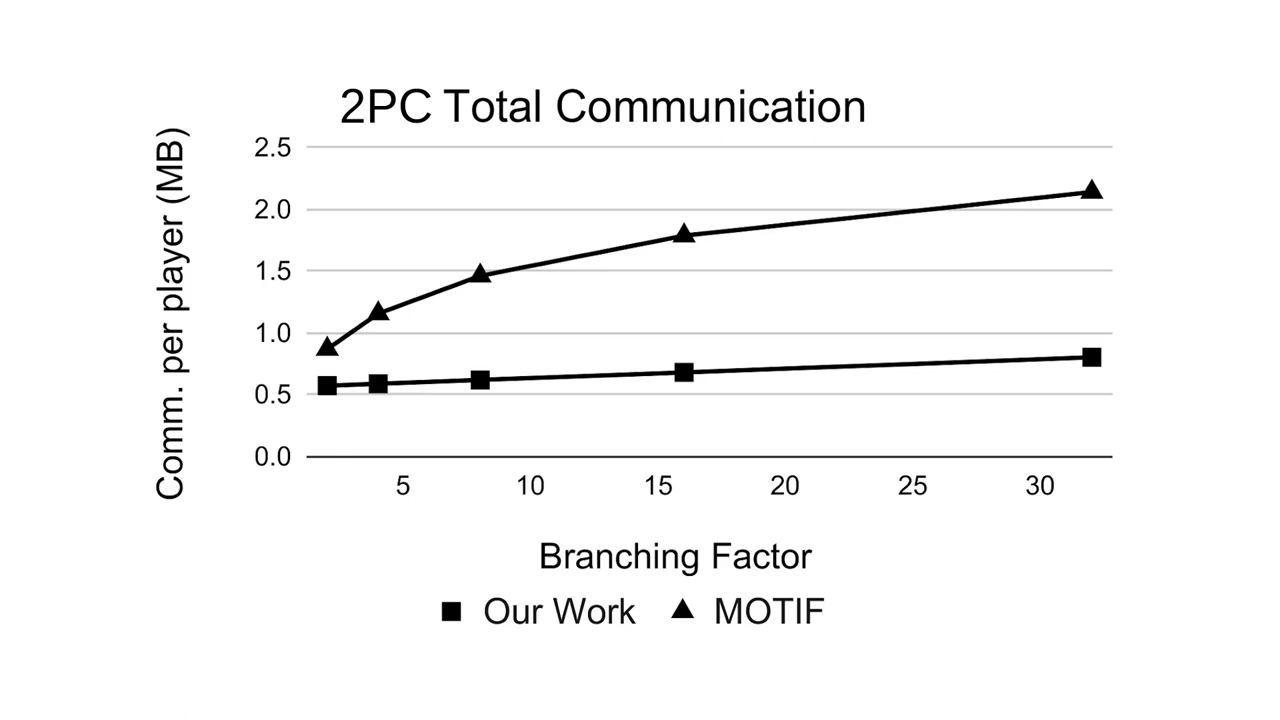 2PC Total Communication
Comm. per player (MB)
2.5
2.0
1.5
1.0
0.5
0.0
5 10 15 20 25 30
Branching Factor
Our Work MOTIF